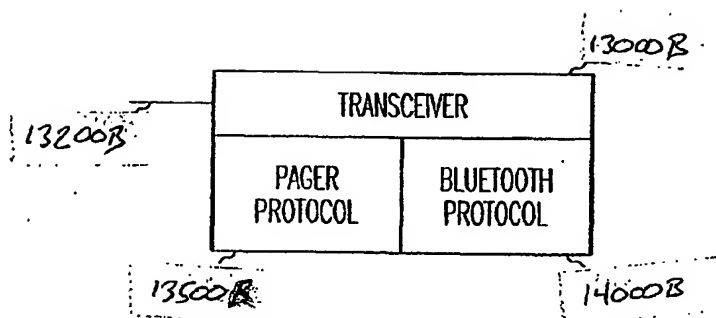 13000B
TRANSCEIVER
13200B
PAGER
PROTOCOL
BLUETOOTH
PROTOCOL
13500B
14000B